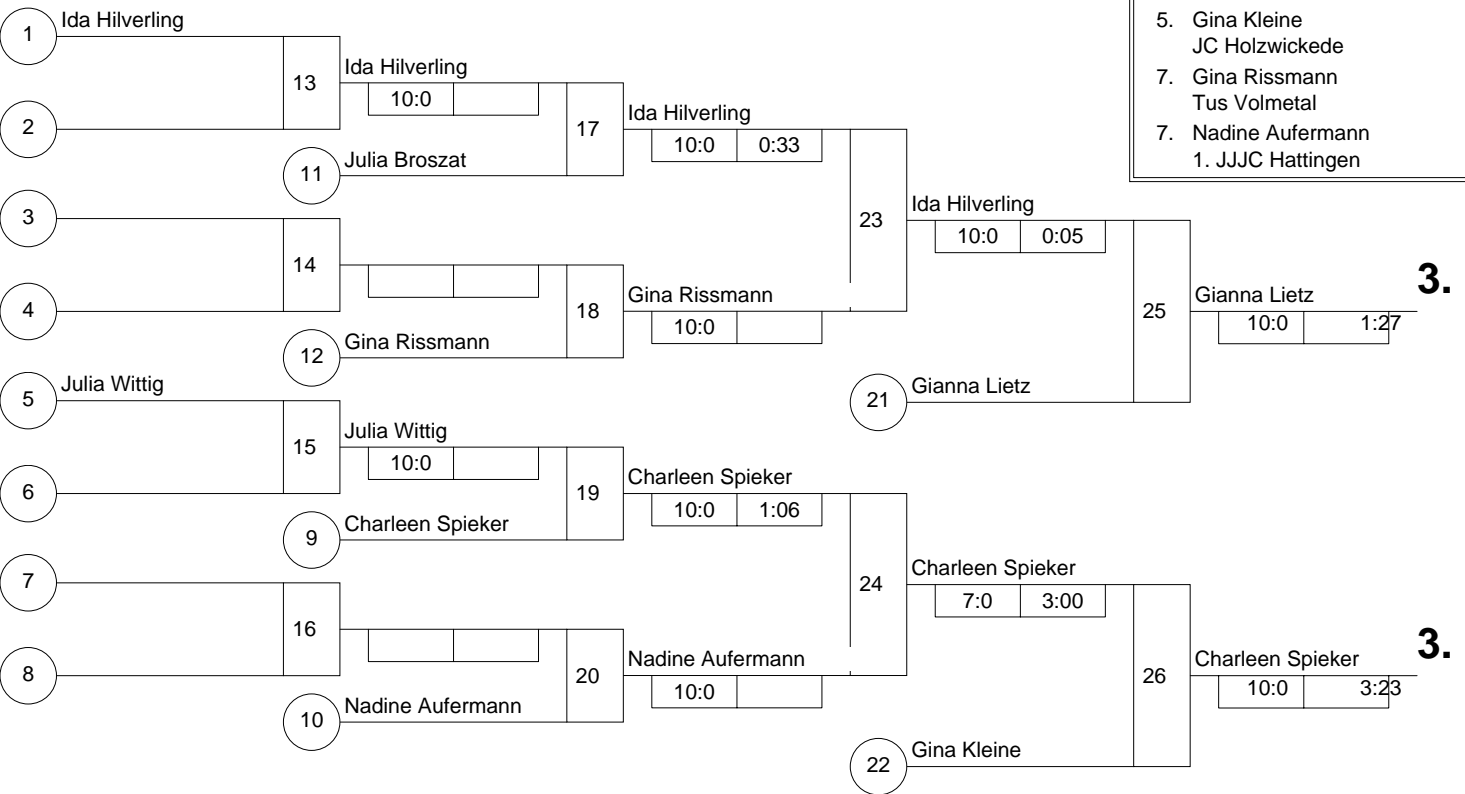 5. Gina Kleine
JC Holzwickede
7. Gina Rissmann
Tus Volmetal
7. Nadine Aufermann
1. JJJC Hattingen
1 Ida Hilverling
2
13 Ida Hilverling
10:0
11 Julia Broszat
17 Ida Hilverling
10:0 0:33
3
4
14
12 Gina Rissmann
18 Gina Rissmann
10:0
23 Ida Hilverling
10:0 0:05
21 Gianna Lietz
25 Gianna Lietz 3.
10:0 1:27
5 Julia Wittig
6
15 Julia Wittig
10:0
9 Charleen Spieker
19 Charleen Spieker
10:0 1:06
7
8
16
10 Nadine Aufermann
20 Nadine Aufermann
10:0
24 Charleen Spieker
7:0 3:00
22 Gina Kleine
26 Charleen Spieker 3.
10:0 3:23